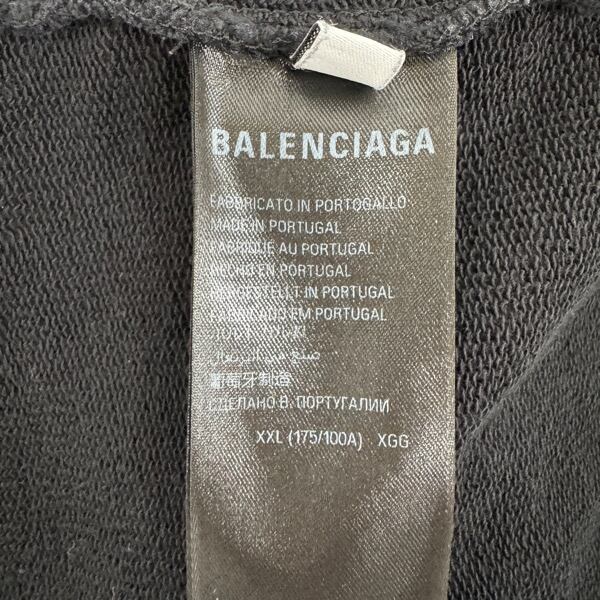 BALENCIAGA
FABBRICATO IN PORTOGALLO
MADE IN PORTUGAL
FABRIQUÉ AU PORTUGAL
HECHO EN PORTUGAL
HERGESTELLT IN PORTUGAL
FABRICADO EM PORTUGAL
صنع في البرتغال
葡萄牙制造
СДЕЛАНО В. ПОРТУГАЛИИ
XXL (175/100A) XGG